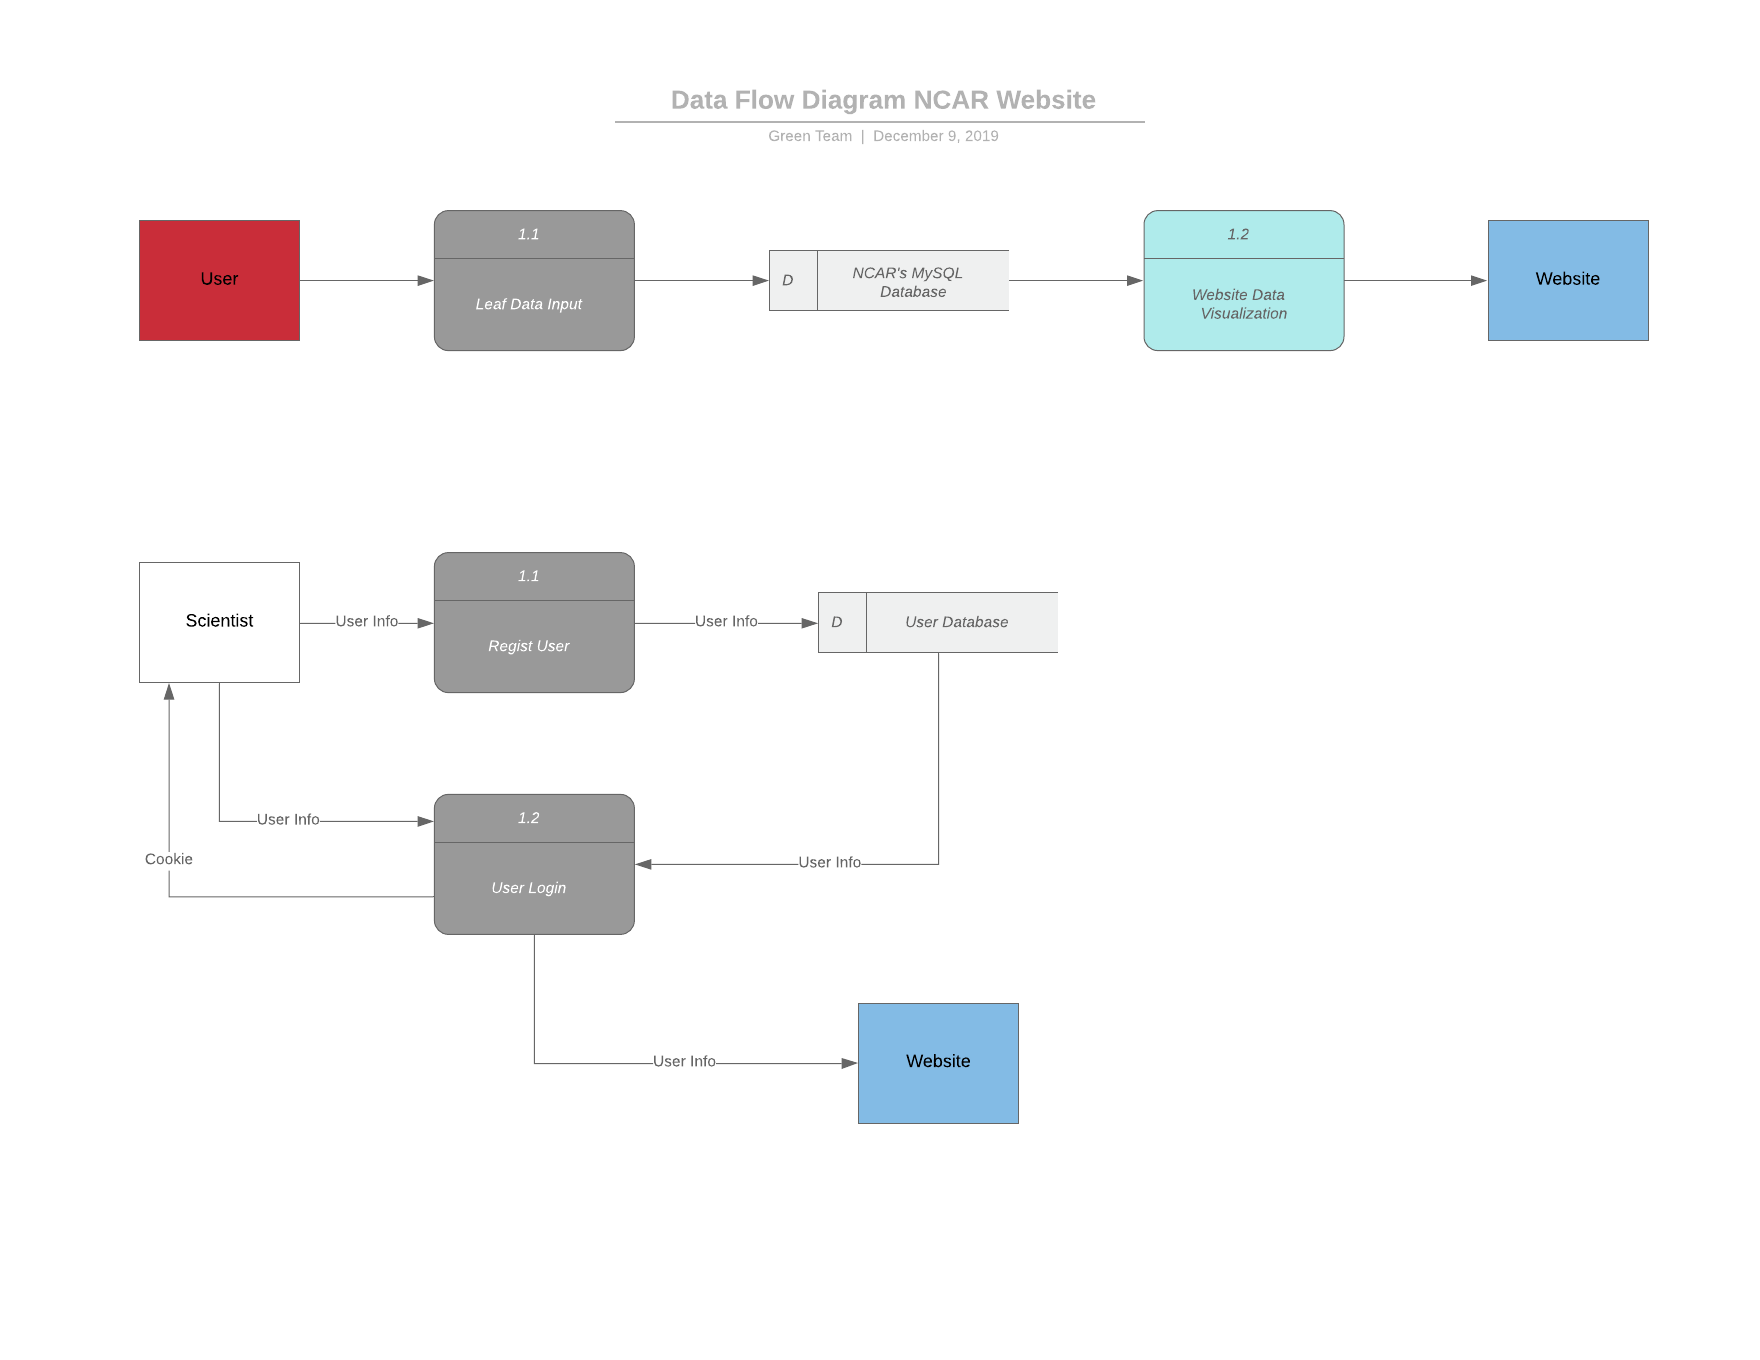 Data Flow Diagram NCAR Website
Green Team | December 9, 2019
User
1.1
Leaf Data Input
D
NCAR's MySQL
Database
1.2
Website Data
Visualization
Website
Scientist
User Info
1.1
Regist User
User Info
D
User Database
User Info
Cookie
1.2
User Login
User Info
User Info
Website